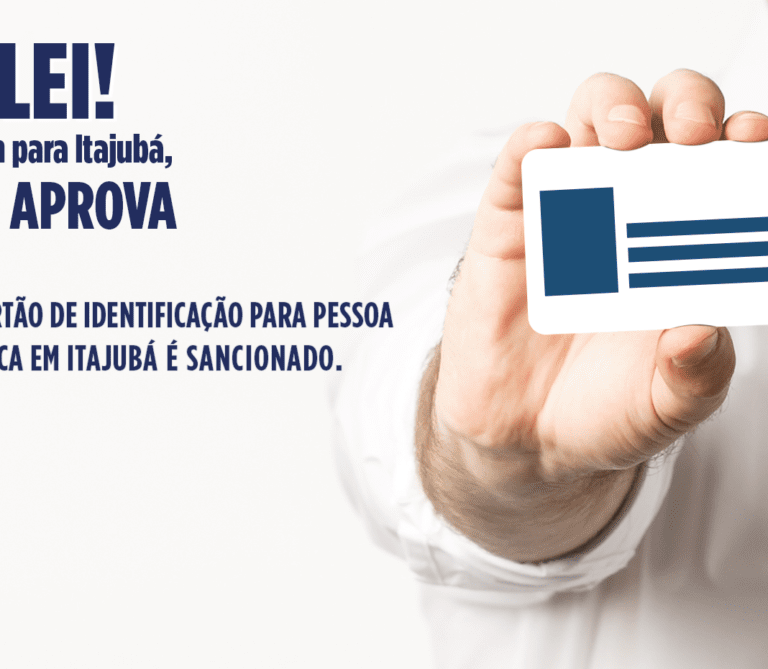 LEI!
para Itajubá,
APROVA
RTÃO DE IDENTIFICAÇÃO PARA PESSOA
CA EM ITAJUBÁ É SANCIONADO.